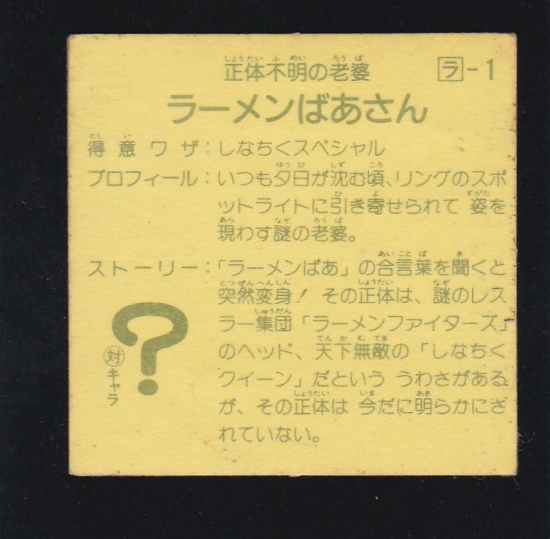 正体不明の老婆 ラ-1
ラーメンばあさん
得意ワザ：しなちくスペシャル
プロフィール：いつも夕日が沈む頃、リングのスポ
ットライトに引き寄せられて 姿を
現わす謎の老婆。
ストーリー：「ラーメンばあ」の合言葉を聞くと
突然変身！ その正体は、謎のレス
ラー集団「ラーメンファイターズ」
のヘッド、天下無敵の「しなちく
クイーン」だという うわさがある
が、その正体は 今だに明らかにさ
れていない。
?
対キャラ